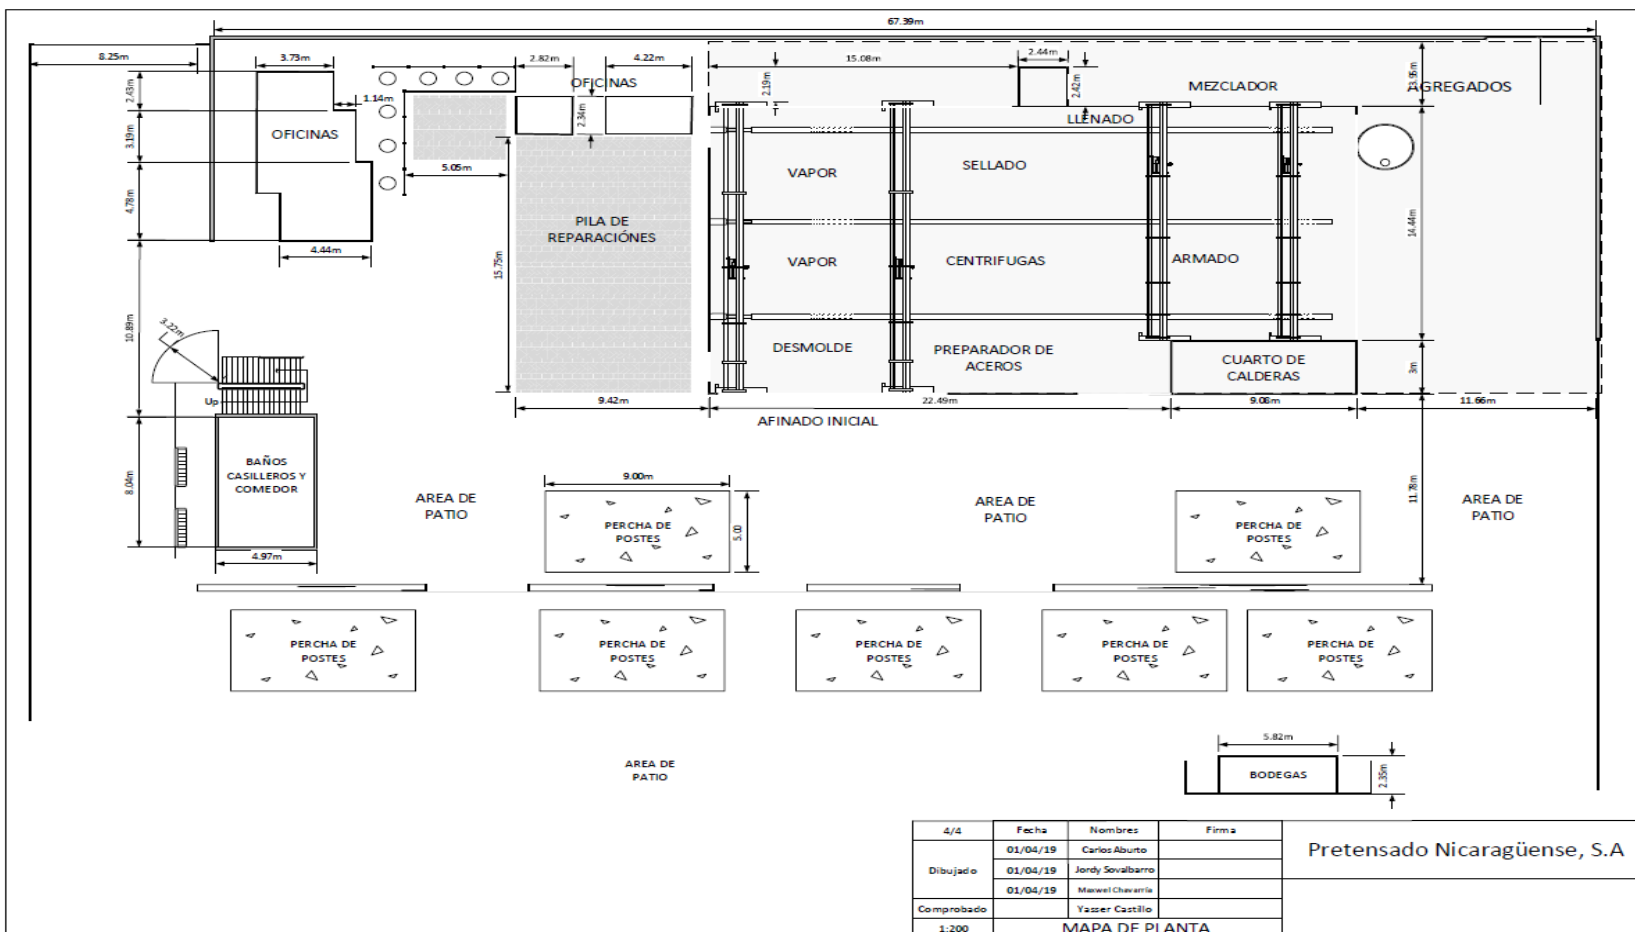 67.39m
8.25m
3.73m
2.82m
4.22m
15.08m
2.44m
2.43m
1.14m
OFICINAS
2.34m
2.19m
2.42m
MEZCLADOR
AGREGADOS
LLENADO
3.19m
OFICINAS
5.05m
VAPOR
SELLADO
4.78m
4.44m
PILA DE
REPARACIÓNES
15.75m
VAPOR
CENTRIFUGAS
ARMADO
14.44m
10.89m
3.22m
DESMOLDE
PREPARADOR DE
ACEROS
CUARTO DE
CALDERAS
3m
Up
9.42m
22.49m
9.08m
11.66m
AFINADO INICIAL
8.04m
BAÑOS
CASILLEROS Y
COMEDOR
4.97m
AREA DE
PATIO
9.00m
PERCHA DE
POSTES
5.00
AREA DE
PATIO
PERCHA DE
POSTES
11.78m
AREA DE
PATIO
PERCHA DE
POSTES
PERCHA DE
POSTES
PERCHA DE
POSTES
PERCHA DE
POSTES
PERCHA DE
POSTES
AREA DE
PATIO
5.82m
BODEGAS
2.35m
4/4 Fecha Nombres Firma
Dibujado
01/04/19 Carlos Aburto
01/04/19 Jordy Sovalbarro
01/04/19 Maxwel Chavarría
Comprobado Yasser Castillo
1:200 MAPA DE PLANTA
Pretensado Nicaragüense, S.A